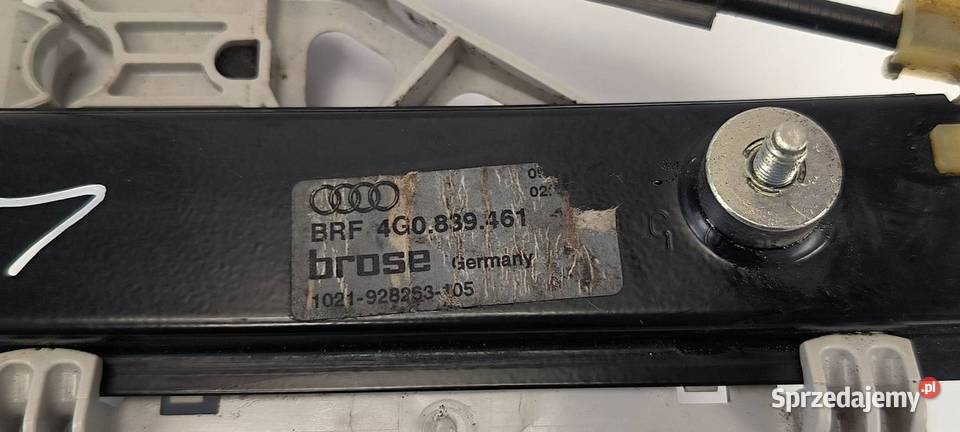 BRF 4G0.839.461
brose Germany
1021-928263-105
Sprzedajemy.pl